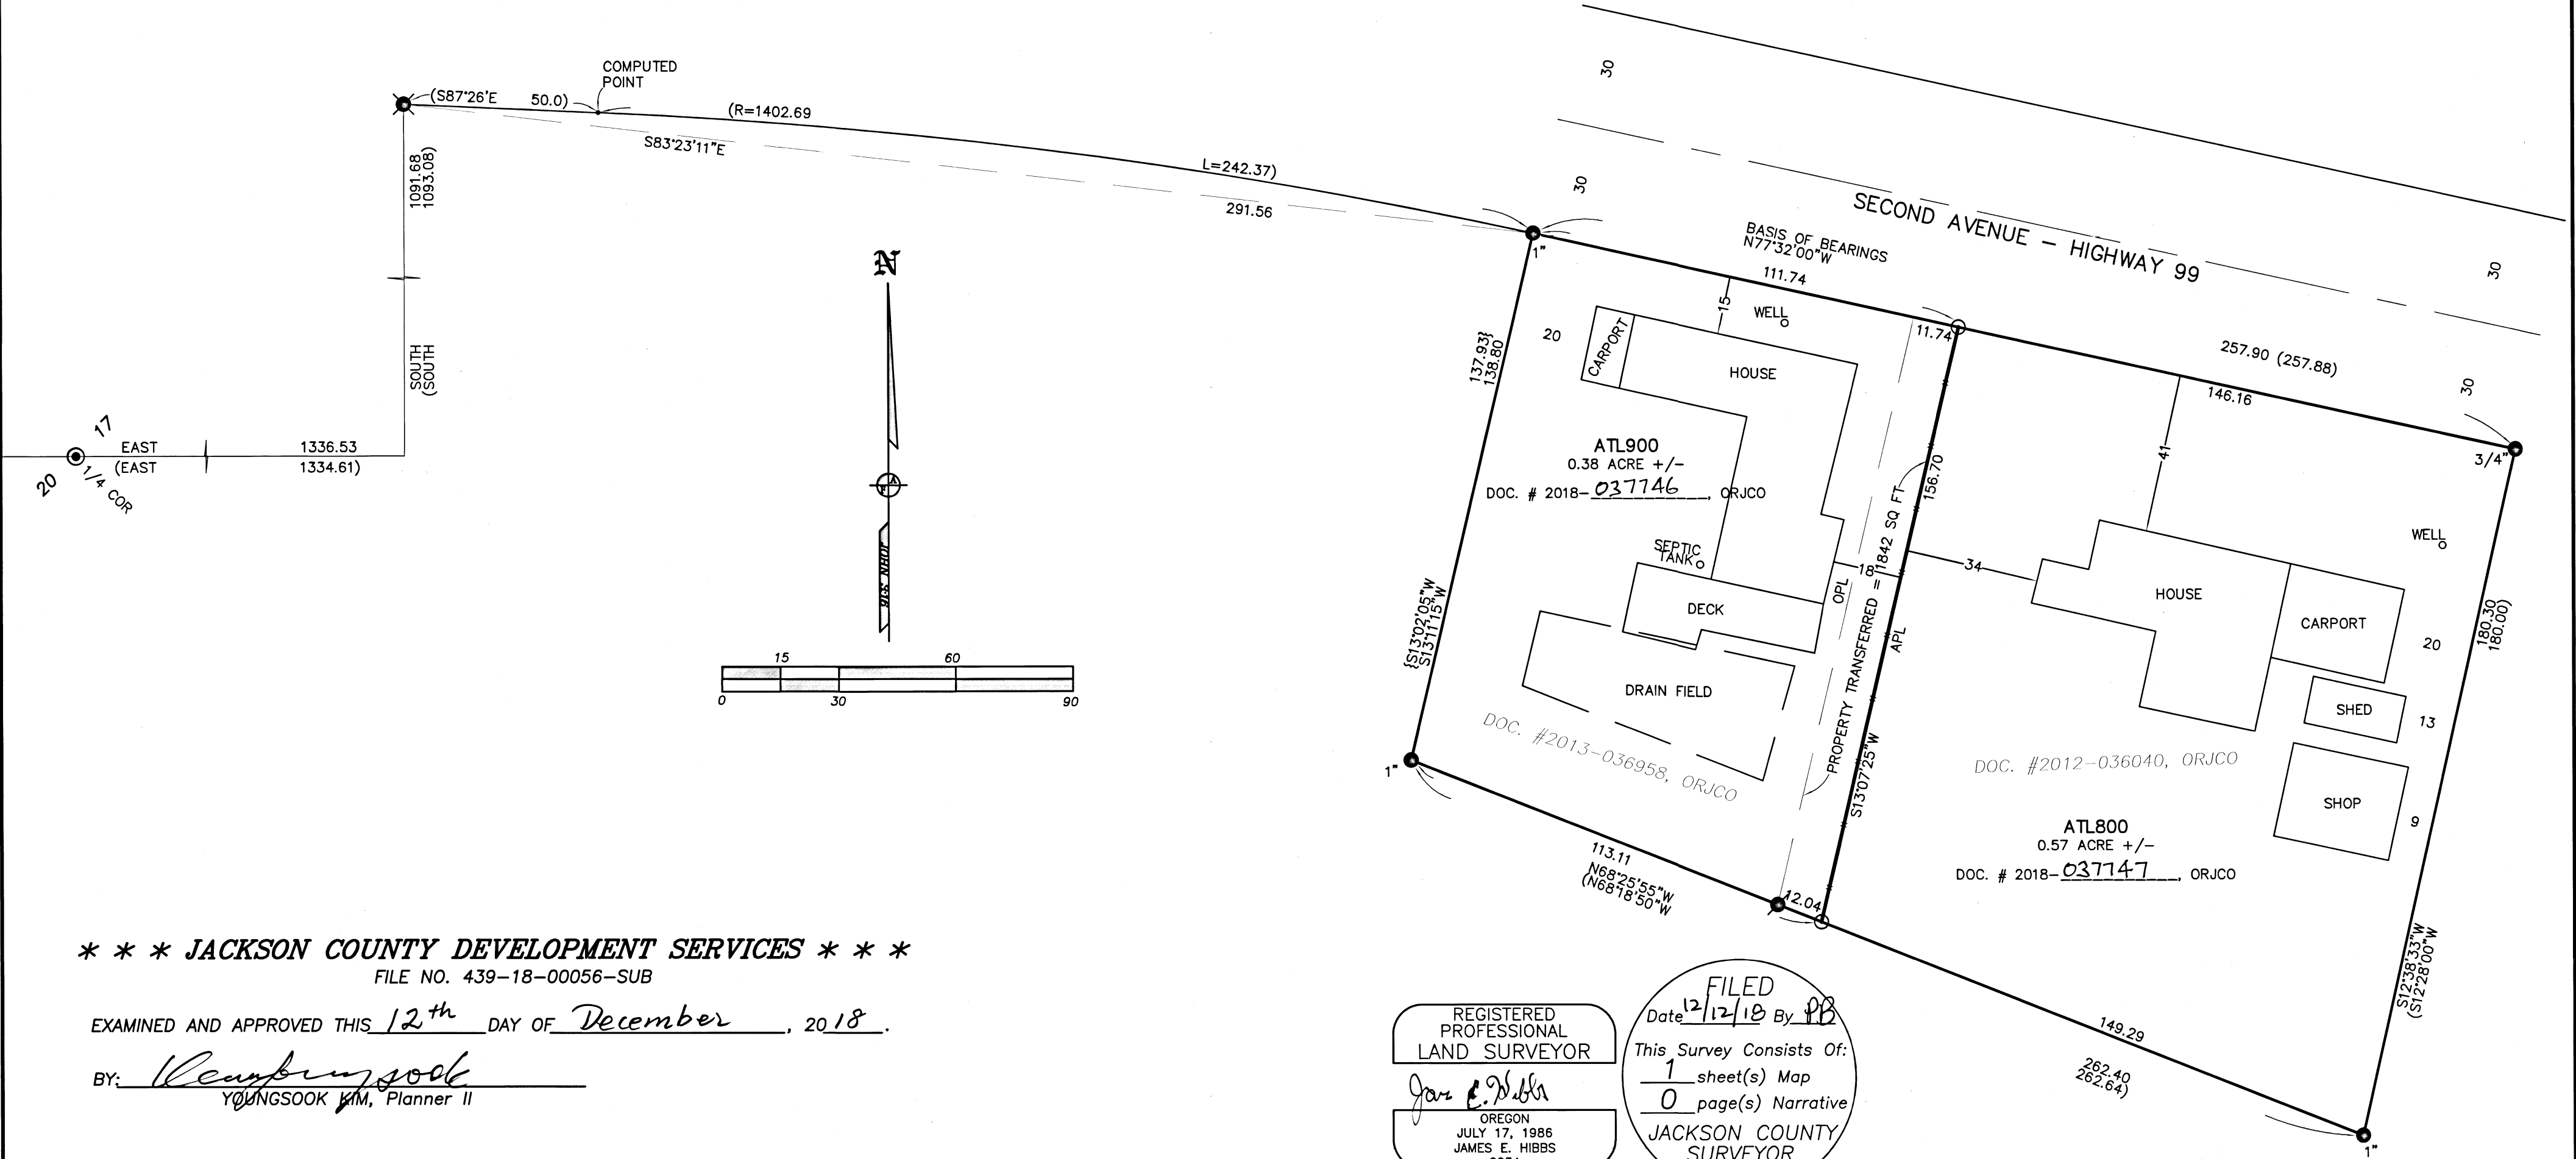 COMPUTED
POINT
(S87°26'E 50.0)
(R=1402.69
L=242.37)
S83°23'11"E
291.56
1091.68
1093.08)
SOUTH
(SOUTH
17
20
1/4 COR
EAST 1336.53
(EAST 1334.61)
N
JOHN 3:16
15 60
0 30 90
30
30
30
30
SECOND AVENUE – HIGHWAY 99
BASIS OF BEARINGS
N77°32'00"W
111.74
1"
15
WELL
11.74
257.90 (257.88)
146.16
3/4"
137.93}
138.80
20
CARPORT
HOUSE
ATL900
0.38 ACRE +/-
DOC. # 2018-037746, ORJCO
SEPTIC
TANK
DECK
DRAIN FIELD
DOC. #2013-036958, ORJCO
{S13°02'05"W
S13°11'15"W
1"
18
OPL
APL
PROPERTY TRANSFERRED = 1842 SQ FT
156.70
S13°07'25"W
41
34
WELL
HOUSE
CARPORT
20
SHED
13
SHOP
9
180.30
180.00)
DOC. #2012-036040, ORJCO
ATL800
0.57 ACRE +/-
DOC. # 2018-037747, ORJCO
S12°38'33"W
(S12°28'00"W
113.11
N68°25'55"W
(N68°18'50"W
12.04
149.29
262.40
262.64)
1"
* * * JACKSON COUNTY DEVELOPMENT SERVICES * * *
FILE NO. 439-18-00056-SUB
EXAMINED AND APPROVED THIS 12th DAY OF December, 2018.
BY:
YOUNGSOOK KIM, Planner II
REGISTERED
PROFESSIONAL
LAND SURVEYOR
OREGON
JULY 17, 1986
JAMES E. HIBBS
FILED
Date 12/12/18 By PB
This Survey Consists Of:
1 sheet(s) Map
0 page(s) Narrative
JACKSON COUNTY
SURVEYOR